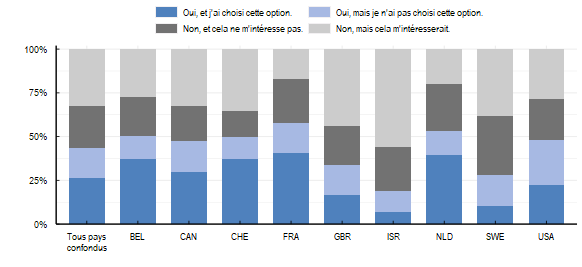 Oui, et j'ai choisi cette option.
Oui, mais je n'ai pas choisi cette option.
Non, et cela ne m'intéresse pas.
Non, mais cela m'intéresserait.
100%
75%
50%
25%
0%
Tous pays
confondus
BEL
CAN
CHE
FRA
GBR
ISR
NLD
SWE
USA